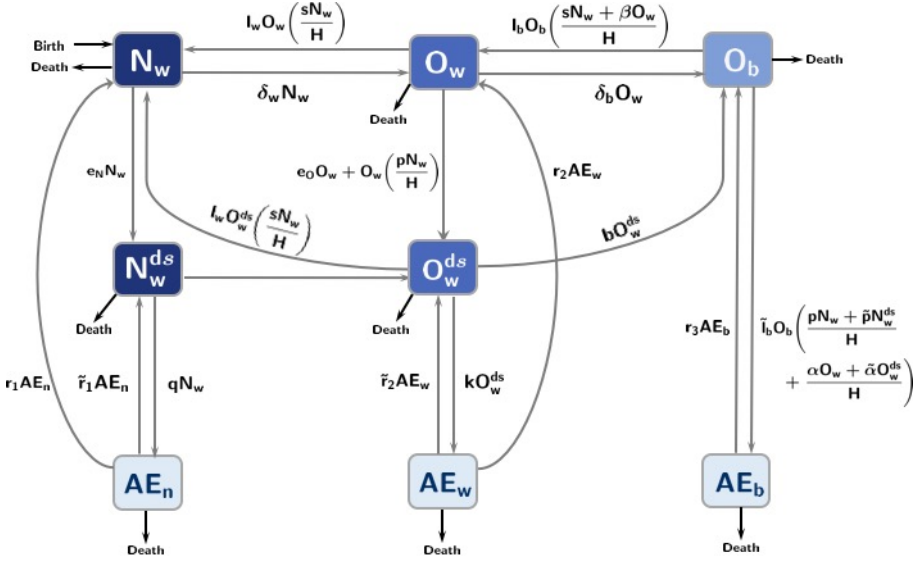 I_w O_w (sN_w / H)
I_b O_b (sN_w + βO_w / H)
Birth
Death
N_w
O_w
O_b
Death
δ_w N_w
δ_b O_w
Death
e_N N_w
e_O O_w + O_w (pN_w / H)
r_2 AE_w
I_w O_w^ds (sN_w / H)
bO_w^ds
N_w^ds
O_w^ds
Death
Death
r_1 AE_n
r̃_1 AE_n
qN_w
r̃_2 AE_w
kO_w^ds
r_3 AE_b
Ĩ_b O_b (pN_w + p̃N_w^ds / H
+ αO_w + α̃O_w^ds / H)
AE_n
AE_w
AE_b
Death
Death
Death